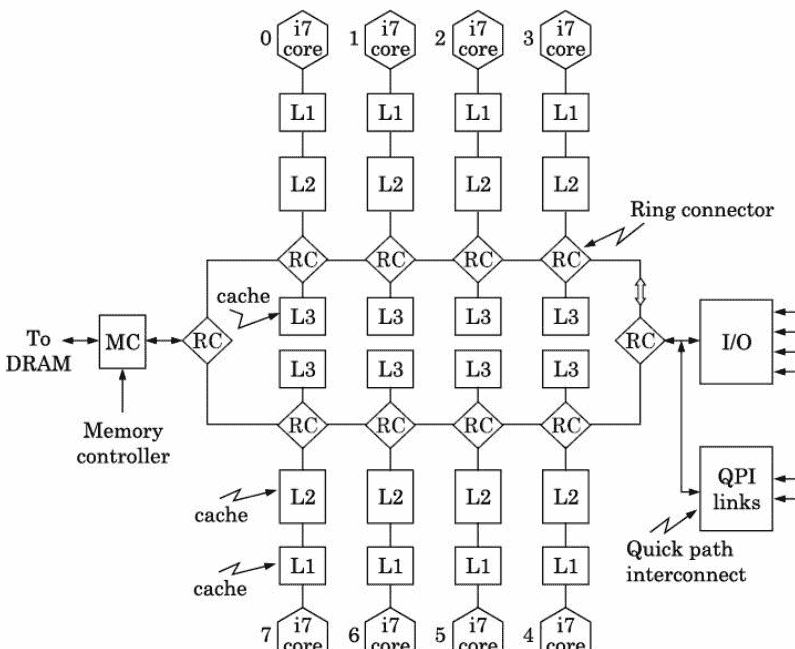 0 i7 core 1 i7 core 2 i7 core 3 i7 core
L1 L1 L1 L1
L2 L2 L2 L2
Ring connector
RC RC RC RC
cache
L3 L3 L3 L3
To DRAM MC RC RC I/O
L3 L3 L3 L3
Memory controller
RC RC RC RC
L2 L2 L2 L2 QPI links
cache
Quick path interconnect
L1 L1 L1 L1
cache
7 i7 core 6 i7 core 5 i7 core 4 i7 core